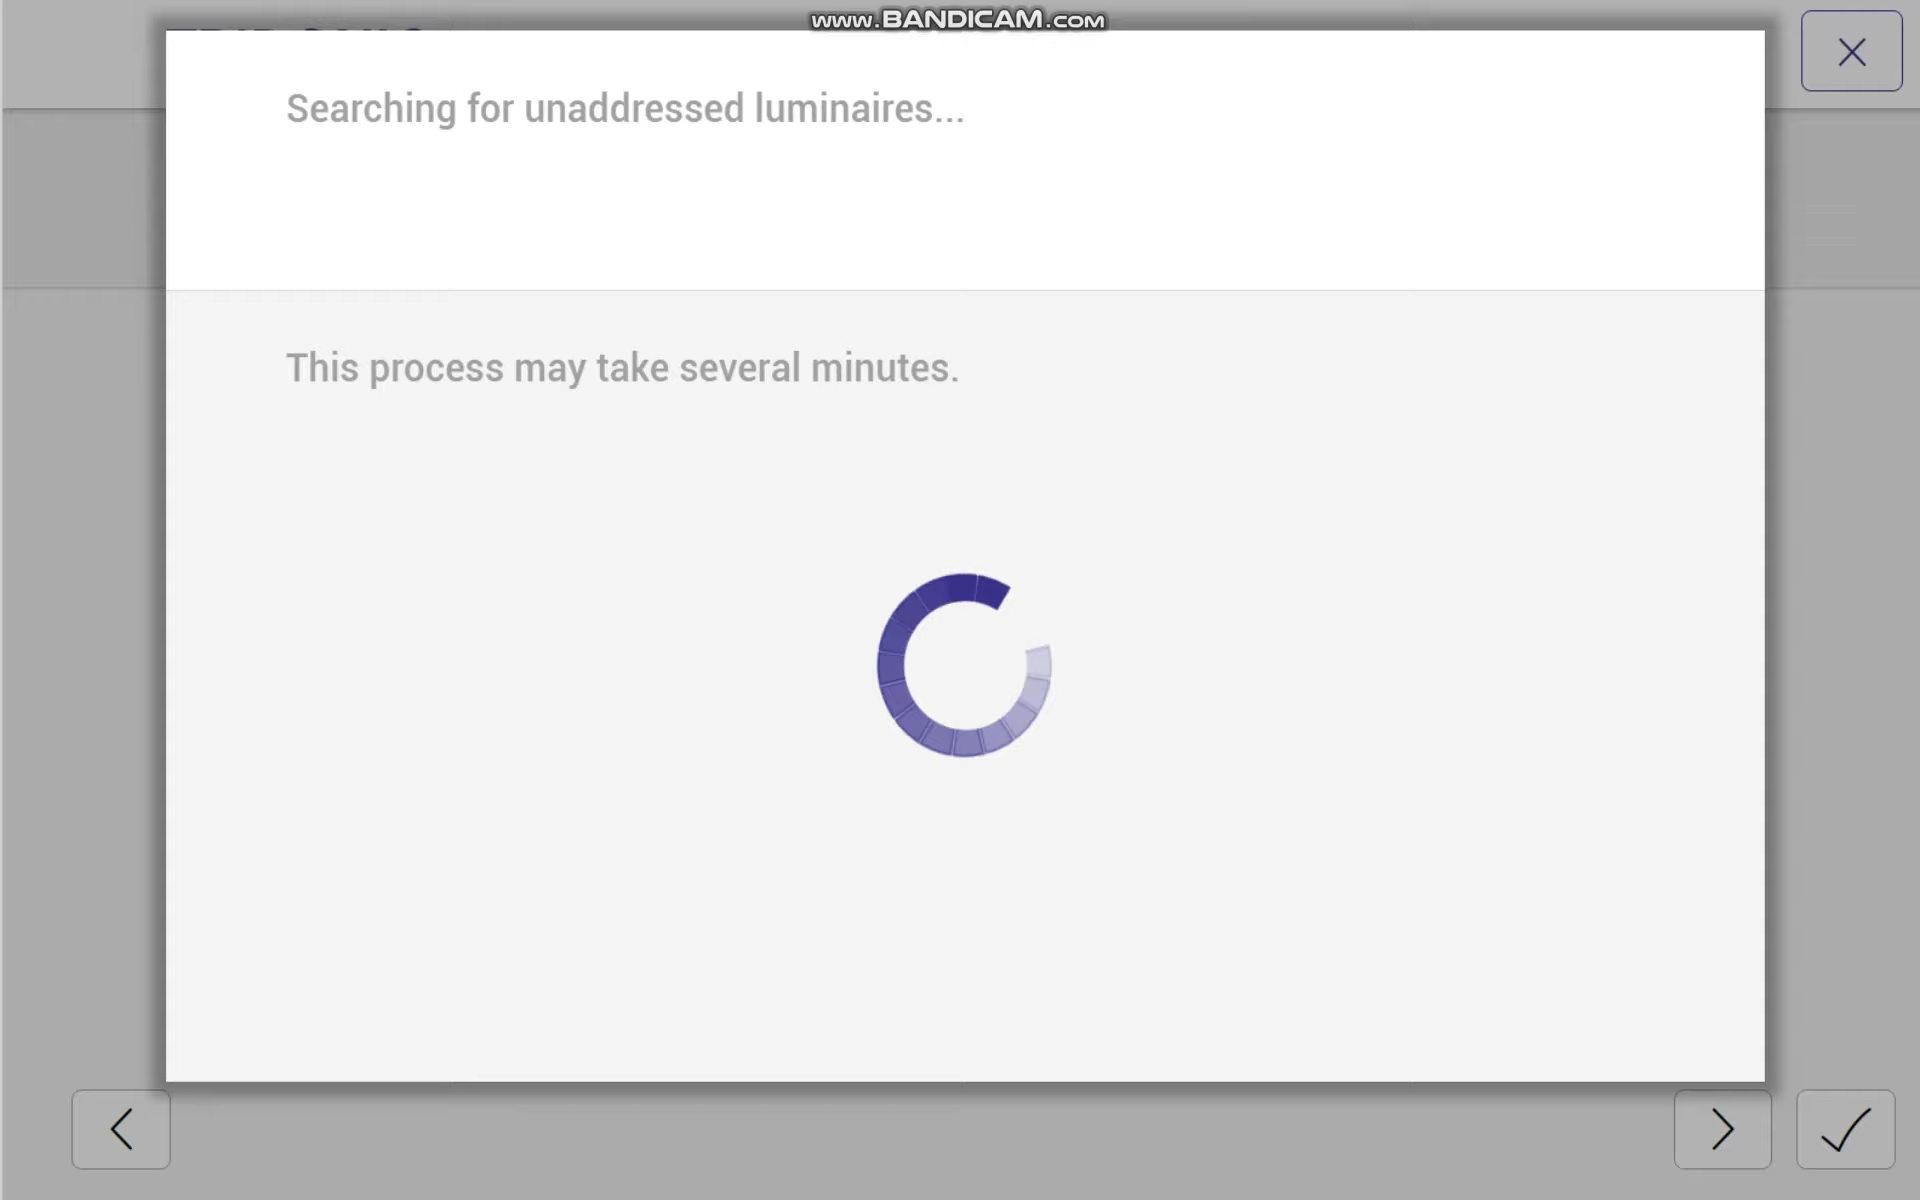 www.BANDICAM.com
Searching for unaddressed luminaires...
This process may take several minutes.